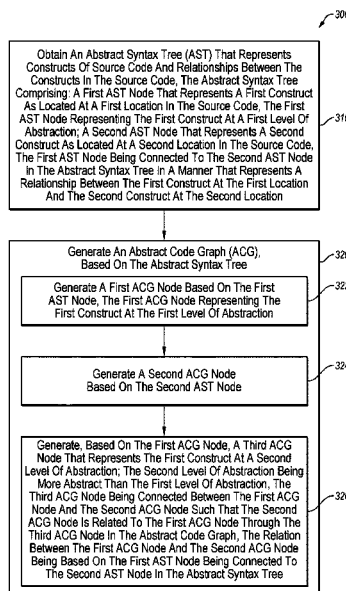 300
Obtain An Abstract Syntax Tree (AST) That Represents
Constructs Of Source Code And Relationships Between The
Constructs In The Source Code, The Abstract Syntax Tree
Comprising: A First AST Node That Represents A First Construct
As Located At A First Location In The Source Code, The First
AST Node Representing The First Construct At A First Level Of
Abstraction; A Second AST Node That Represents A Second
Construct As Located At A Second Location In The Source Code,
The First AST Node Being Connected To The Second AST Node
In The Abstract Syntax Tree In A Manner That Represents A
Relationship Between The First Construct At The First Location
And The Second Construct At The Second Location
310
Generate An Abstract Code Graph (ACG),
Based On The Abstract Syntax Tree
320
Generate A First ACG Node Based On The First
AST Node, The First ACG Node Representing The
First Construct At The First Level Of Abstraction
322
Generate A Second ACG Node
Based On The Second AST Node
324
Generate, Based On The First ACG Node, A Third ACG
Node That Represents The First Construct At A Second
Level Of Abstraction; The Second Level Of Abstraction Being
More Abstract Than The First Level Of Abstraction, The
Third ACG Node Being Connected Between The First ACG
Node And The Second ACG Node Such That The Second
ACG Node Is Related To The First ACG Node Through The
Third ACG Node In The Abstract Code Graph, The Relation
Between The First ACG Node And The Second ACG Node
Being Based On The First AST Node Being Connected To
The Second AST Node In The Abstract Syntax Tree
326